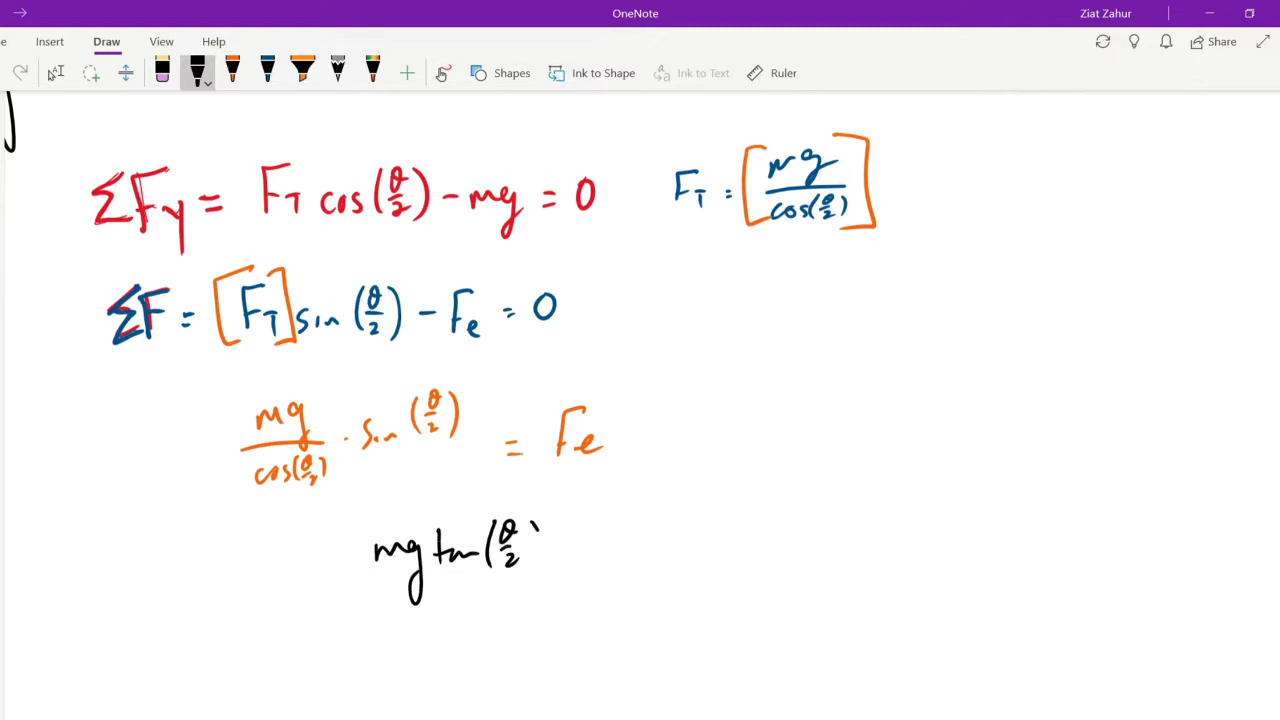 OneNote
Ziat Zahur
e Insert Draw View Help
Share
Shapes Ink to Shape Ink to Text Ruler
ΣFy = FT cos(θ/2) - mg = 0
FT = [mg/cos(θ/2)]
ΣF = [FT] sin(θ/2) - Fe = 0
mg/cos(θ/2) · sin(θ/2) = Fe
mg tan(θ/2